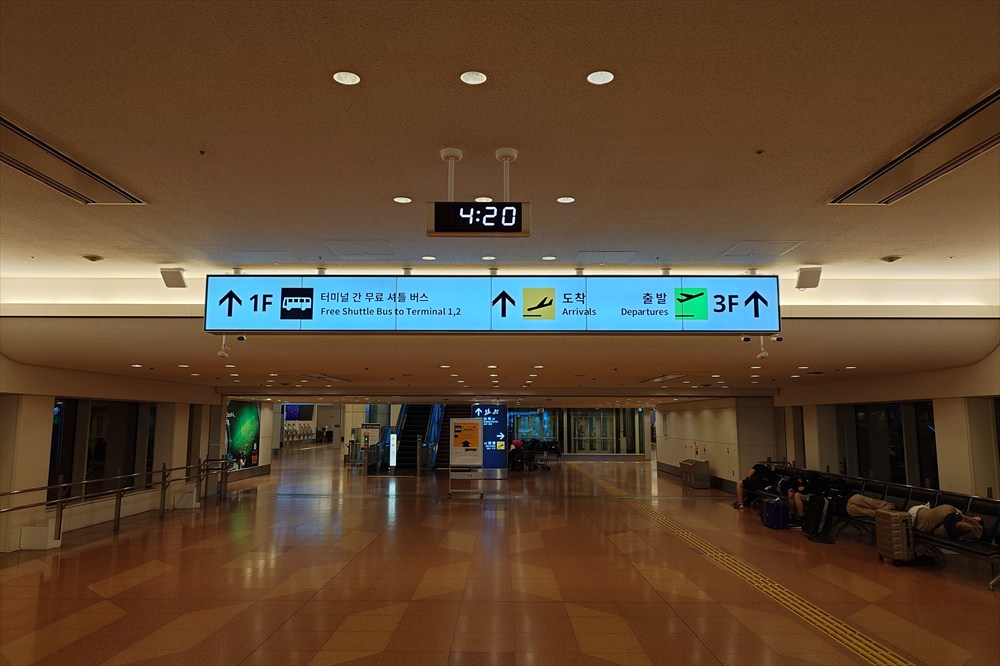 4:20
1F
터미널 간 무료 셔틀 버스
Free Shuttle Bus to Terminal 1,2
도착
Arrivals
출발
Departures
3F